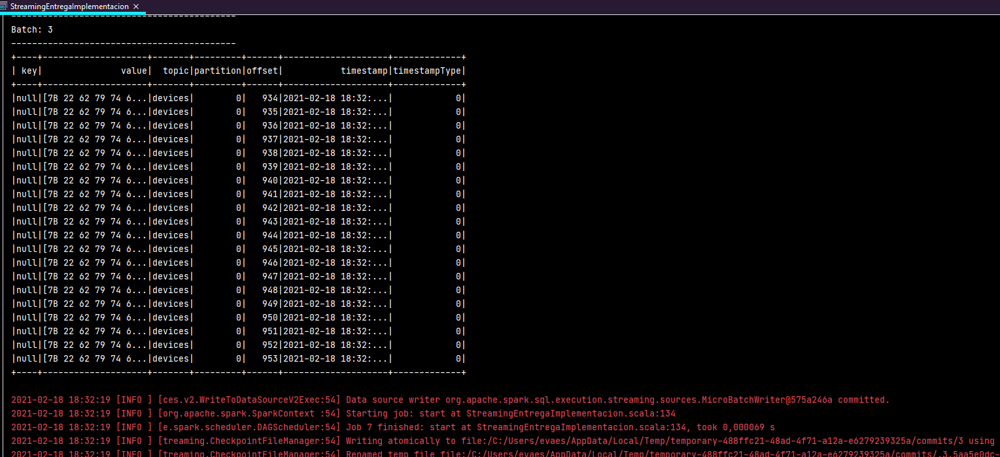 StreamingEntregaImplementacion ×
-------------------------------------------
Batch: 3
-------------------------------------------
+----+--------------------+-------+---------+------+--------------------+-------------+
| key|               value|  topic|partition|offset|           timestamp|timestampType|
+----+--------------------+-------+---------+------+--------------------+-------------+
|null|[7B 22 62 79 74 6...|devices|        0|   934|2021-02-18 18:32:...|            0|
|null|[7B 22 62 79 74 6...|devices|        0|   935|2021-02-18 18:32:...|            0|
|null|[7B 22 62 79 74 6...|devices|        0|   936|2021-02-18 18:32:...|            0|
|null|[7B 22 62 79 74 6...|devices|        0|   937|2021-02-18 18:32:...|            0|
|null|[7B 22 62 79 74 6...|devices|        0|   938|2021-02-18 18:32:...|            0|
|null|[7B 22 62 79 74 6...|devices|        0|   939|2021-02-18 18:32:...|            0|
|null|[7B 22 62 79 74 6...|devices|        0|   940|2021-02-18 18:32:...|            0|
|null|[7B 22 62 79 74 6...|devices|        0|   941|2021-02-18 18:32:...|            0|
|null|[7B 22 62 79 74 6...|devices|        0|   942|2021-02-18 18:32:...|            0|
|null|[7B 22 62 79 74 6...|devices|        0|   943|2021-02-18 18:32:...|            0|
|null|[7B 22 62 79 74 6...|devices|        0|   944|2021-02-18 18:32:...|            0|
|null|[7B 22 62 79 74 6...|devices|        0|   945|2021-02-18 18:32:...|            0|
|null|[7B 22 62 79 74 6...|devices|        0|   946|2021-02-18 18:32:...|            0|
|null|[7B 22 62 79 74 6...|devices|        0|   947|2021-02-18 18:32:...|            0|
|null|[7B 22 62 79 74 6...|devices|        0|   948|2021-02-18 18:32:...|            0|
|null|[7B 22 62 79 74 6...|devices|        0|   949|2021-02-18 18:32:...|            0|
|null|[7B 22 62 79 74 6...|devices|        0|   950|2021-02-18 18:32:...|            0|
|null|[7B 22 62 79 74 6...|devices|        0|   951|2021-02-18 18:32:...|            0|
|null|[7B 22 62 79 74 6...|devices|        0|   952|2021-02-18 18:32:...|            0|
|null|[7B 22 62 79 74 6...|devices|        0|   953|2021-02-18 18:32:...|            0|
+----+--------------------+-------+---------+------+--------------------+-------------+
2021-02-18 18:32:19 [INFO ] [ces.v2.WriteToDataSourceV2Exec:54] Data source writer org.apache.spark.sql.execution.streaming.sources.MicroBatchWriter@575a246a committed.
2021-02-18 18:32:19 [INFO ] [org.apache.spark.SparkContext :54] Starting job: start at StreamingEntregaImplementacion.scala:134
2021-02-18 18:32:19 [INFO ] [e.spark.scheduler.DAGScheduler:54] Job 7 finished: start at StreamingEntregaImplementacion.scala:134, took 0,000069 s
2021-02-18 18:32:19 [INFO ] [treaming.CheckpointFileManager:54] Writing atomically to file:/C:/Users/evaes/AppData/Local/Temp/temporary-488ffc21-48ad-4f71-a12a-e6279239325a/commits/3 using
2021-02-18 18:32:19 [INFO ] [treaming.CheckpointFileManager:54] Renamed temp file file:/C:/Users/evaes/AppData/Local/Temp/temporary-488ffc21-48ad-4f71-a12a-e6279239325a/commits/.3.5aa5e0dc-